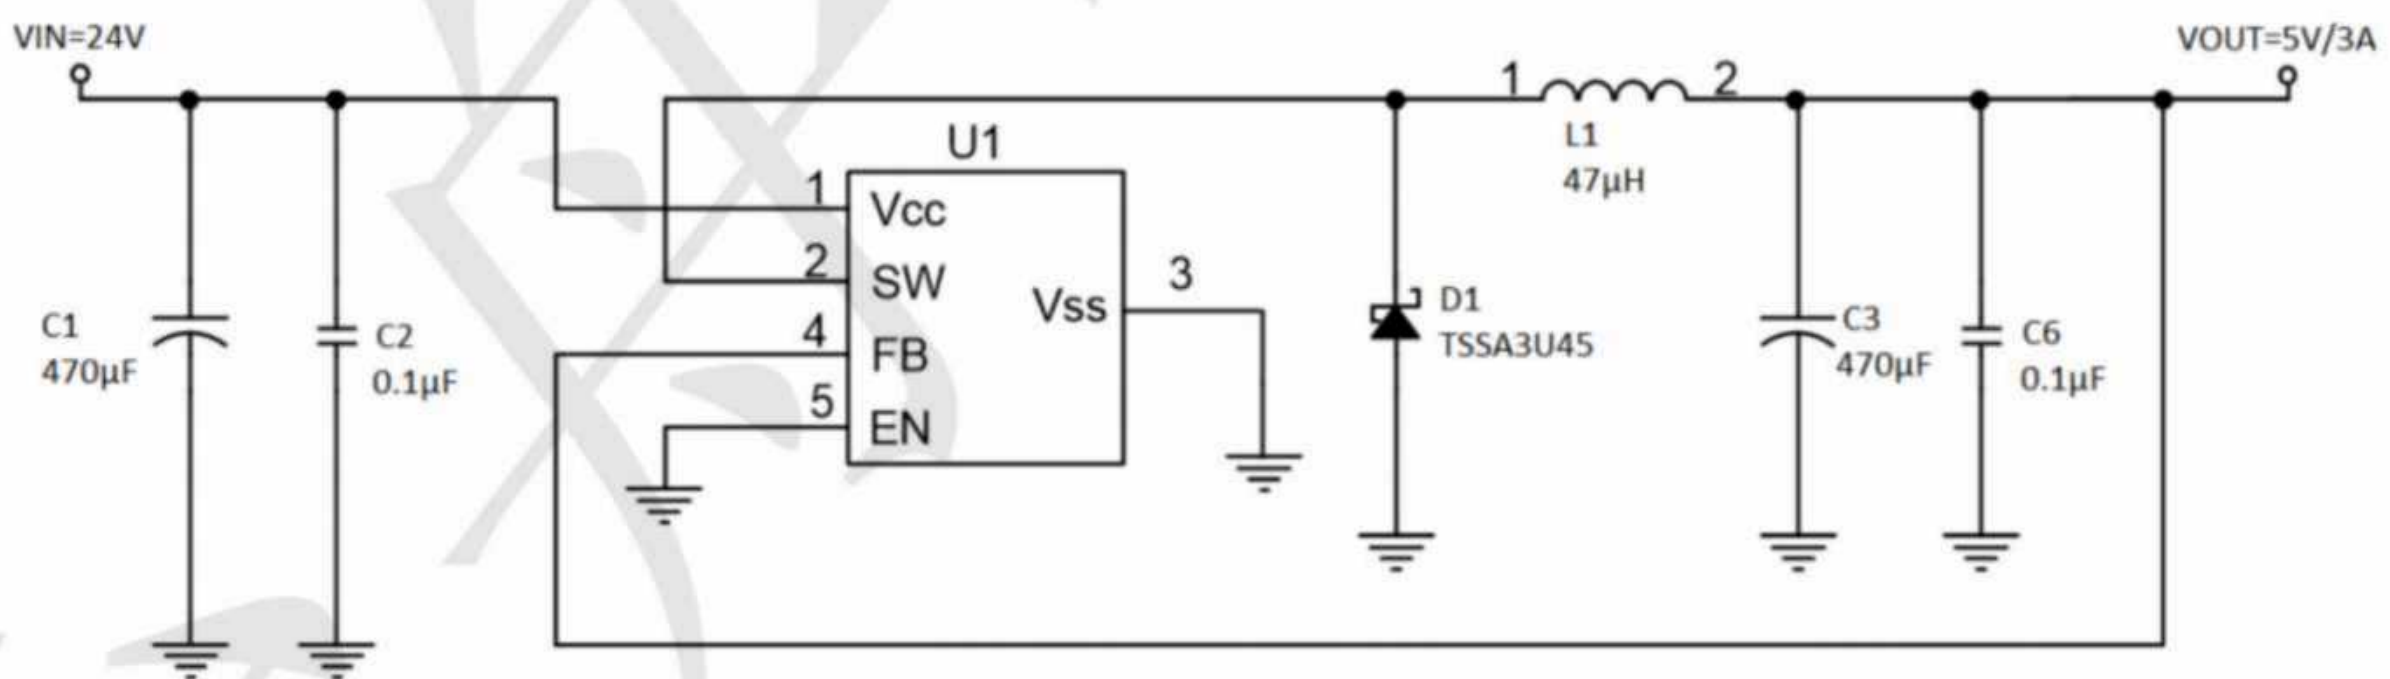 VIN=24V
VOUT=5V/3A
1
2
L1
47µH
U1
1
Vcc
2
SW
4
FB
5
EN
Vss
3
C1
470µF
C2
0.1µF
D1
TSSA3U45
C3
470µF
C6
0.1µF